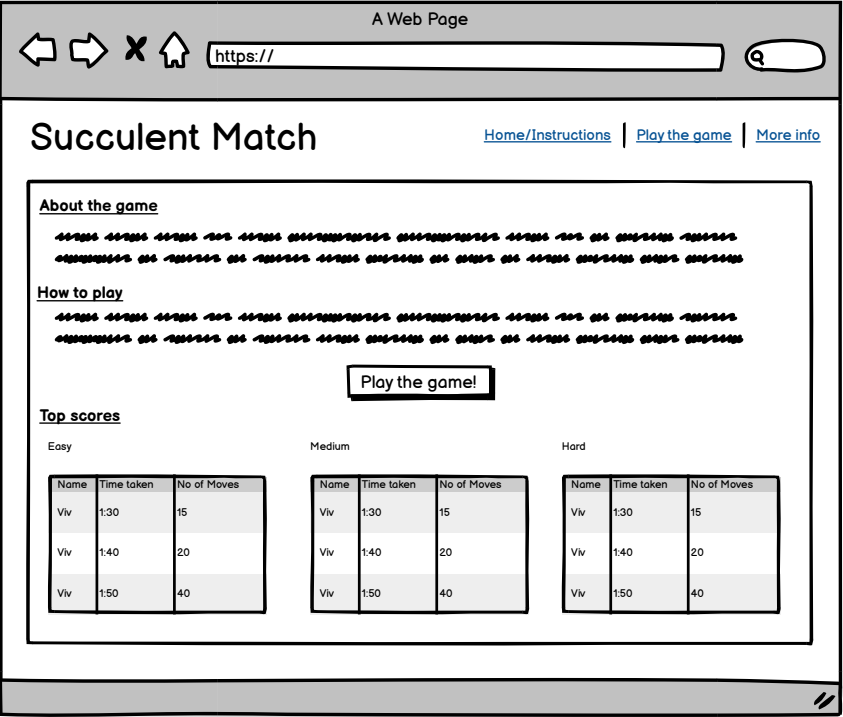 A Web Page
https://
Succulent Match
Home/Instructions Play the game More info
About the game
How to play
Play the game!
Top scores
Easy Medium Hard
Name Time taken No of Moves Name Time taken No of Moves Name Time taken No of Moves
Viv 1:30 15 Viv 1:30 15 Viv 1:30 15
Viv 1:40 20 Viv 1:40 20 Viv 1:40 20
Viv 1:50 40 Viv 1:50 40 Viv 1:50 40